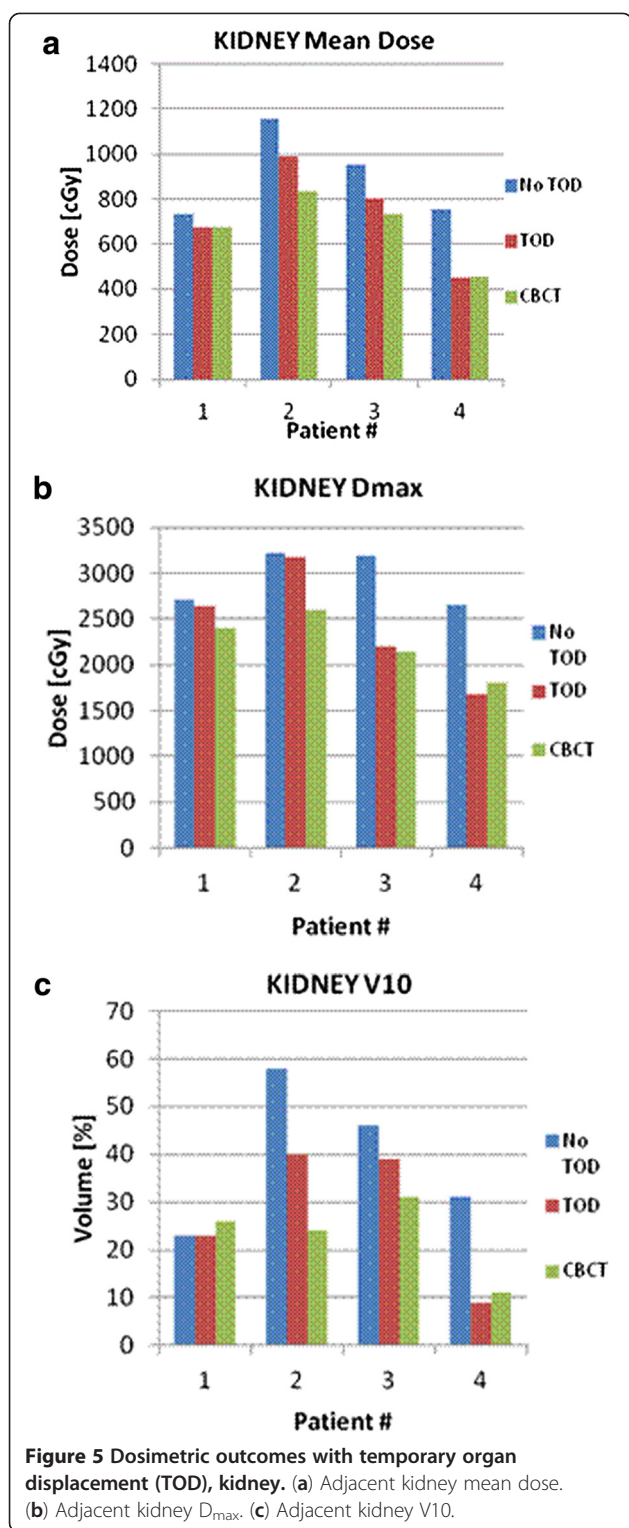 a
KIDNEY Mean Dose
1400
1200
1000
800
600
400
200
0
Dose [cGy]
1 2 3 4
Patient #
No TOD
TOD
CBCT
b
KIDNEY Dmax
3500
3000
2500
2000
1500
1000
500
0
Dose [cGy]
1 2 3 4
Patient #
No
TOD
TOD
CBCT
c
KIDNEY V10
70
60
50
40
30
20
10
0
Volume [%]
1 2 3 4
Patient #
No
TOD
TOD
CBCT
Figure 5 Dosimetric outcomes with temporary organ
displacement (TOD), kidney. (a) Adjacent kidney mean dose.
(b) Adjacent kidney Dmax. (c) Adjacent kidney V10.